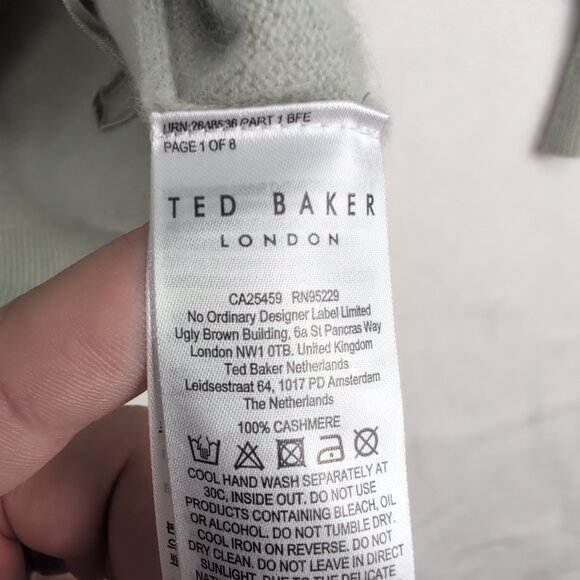 URN:2648536 PART 1 BFE
PAGE 1 OF 8
TED BAKER
LONDON
CA25459 RN95229
No Ordinary Designer Label Limited
Ugly Brown Building, 6a St Pancras Way
London NW1 0TB. United Kingdom
Ted Baker Netherlands
Leidsestraat 64, 1017 PD Amsterdam
The Netherlands
100% CASHMERE
COOL HAND WASH SEPARATELY AT
30C, INSIDE OUT. DO NOT USE
PRODUCTS CONTAINING BLEACH, OIL
OR ALCOHOL. DO NOT TUMBLE DRY.
COOL IRON ON REVERSE. DO NOT
DRY CLEAN. DO NOT LEAVE IN DIRECT
SUNLIGHT. DUE TO THE DELICATE